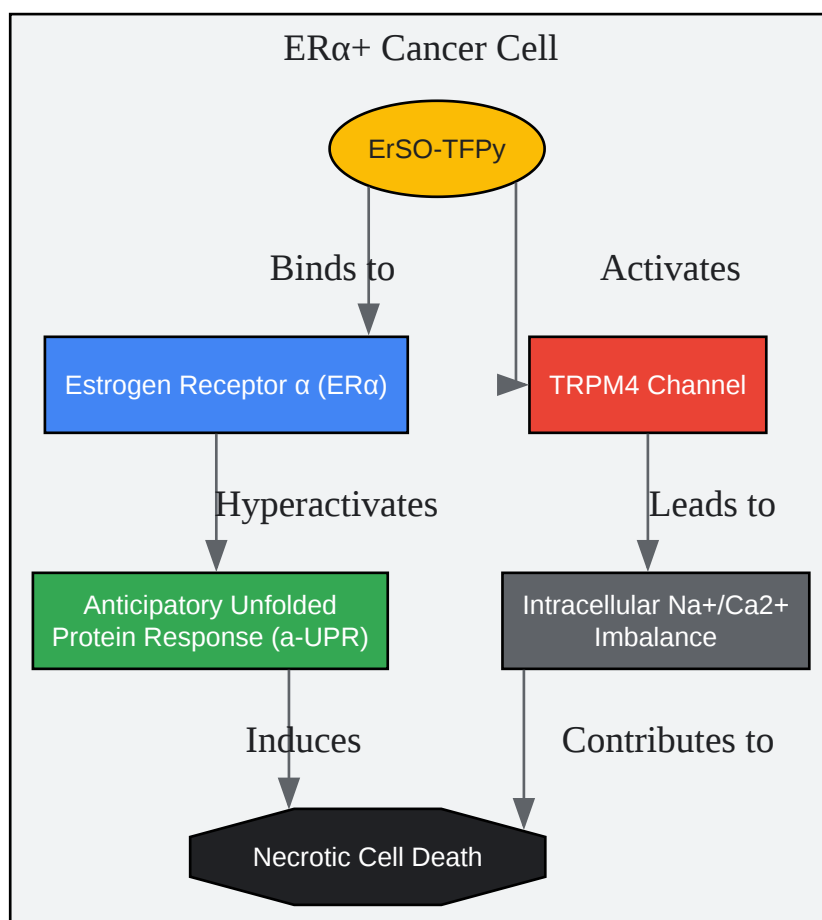 ERα+ Cancer Cell
ErSO-TFPy
Binds to
Activates
Estrogen Receptor α (ERα)
TRPM4 Channel
Hyperactivates
Leads to
Anticipatory Unfolded
Protein Response (a-UPR)
Intracellular Na+/Ca2+
Imbalance
Induces
Contributes to
Necrotic Cell Death